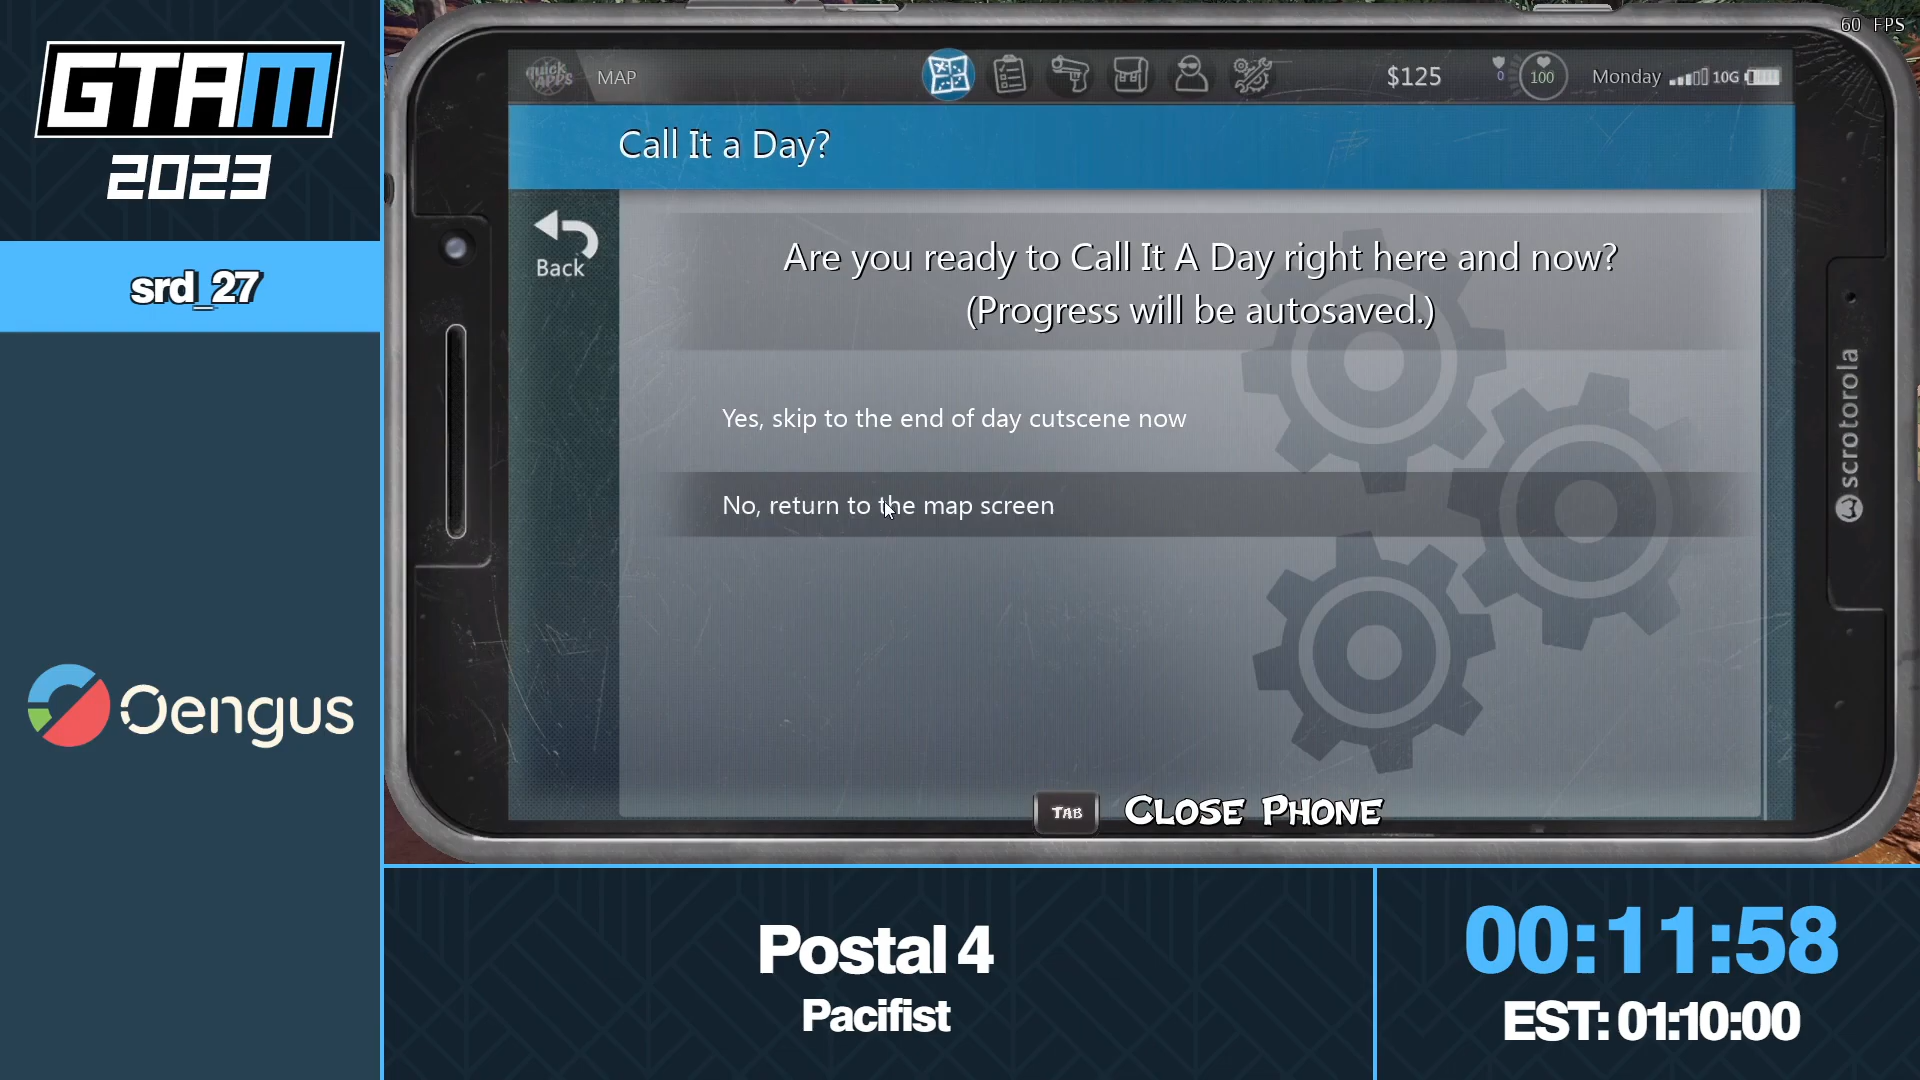 GTAM
2023
srd_27
Oengus
60 FPS
Quick Apps
MAP
$125
0
100
Monday
10G
Call It a Day?
Back
Are you ready to Call It A Day right here and now?
(Progress will be autosaved.)
Yes, skip to the end of day cutscene now
No, return to the map screen
scrotorola
TAB
CLOSE PHONE
Postal 4
Pacifist
00:11:58
EST: 01:10:00